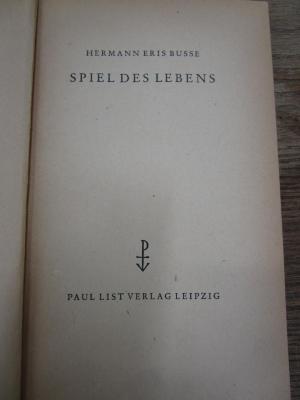 HERMANN ERIS BUSSE
SPIEL DES LEBENS
PAUL LIST VERLAG LEIPZIG